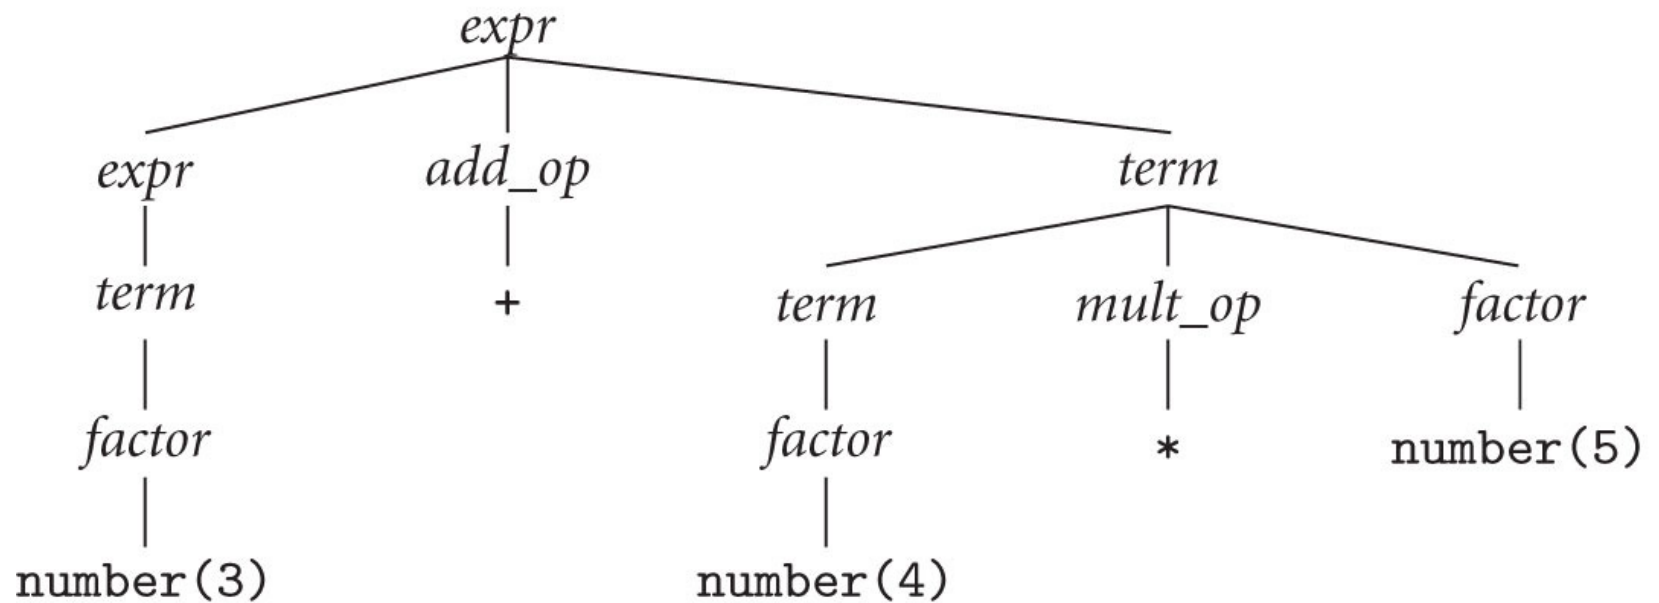 expr
expr add_op term
term + term mult_op factor
factor factor * number(5)
number(3) number(4)